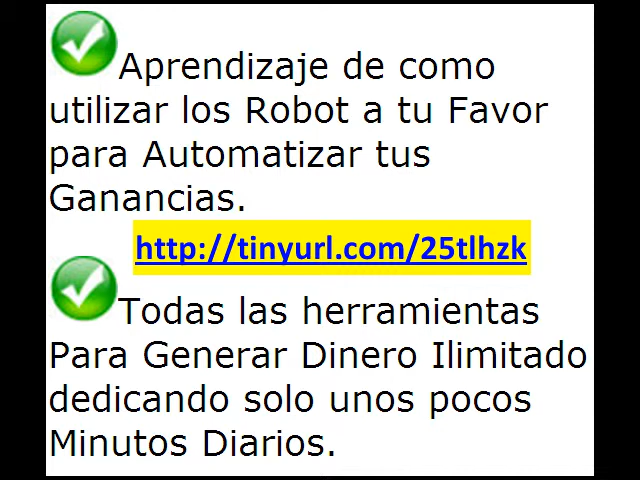 Aprendizaje de como
utilizar los Robot a tu Favor
para Automatizar tus
Ganancias.
http://tinyurl.com/25tlhzk
Todas las herramientas
Para Generar Dinero Ilimitado
dedicando solo unos pocos
Minutos Diarios.